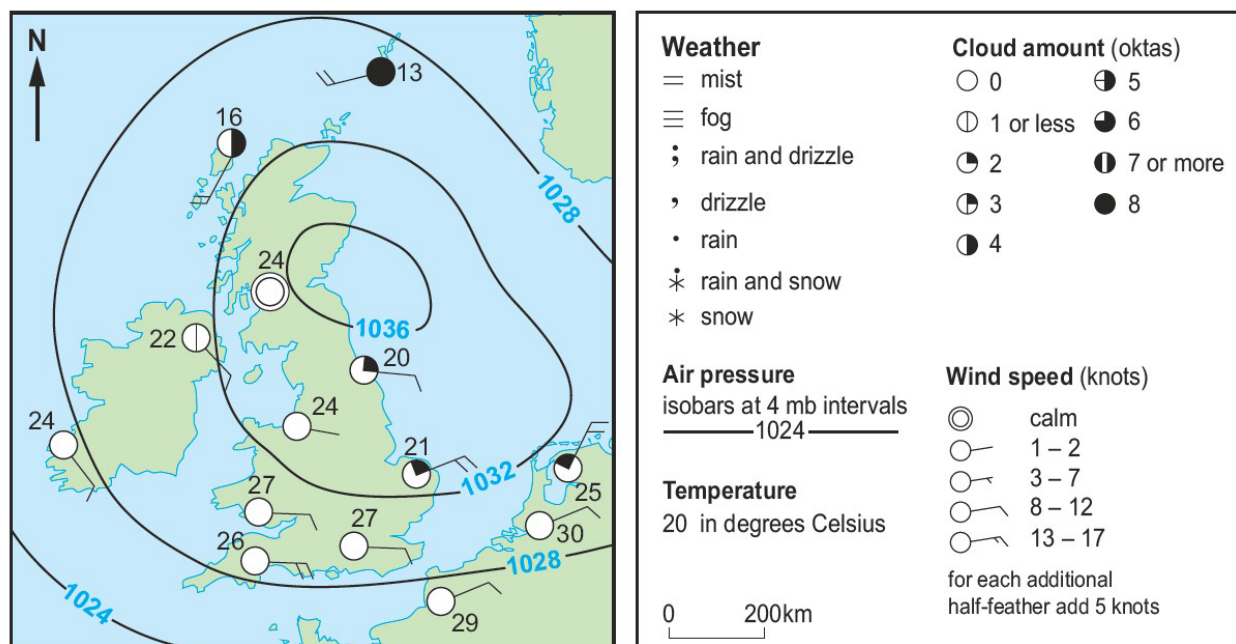 N
13
16
1028
24
1036
22
20
24
24
21
1032
25
27
27
30
26
1028
1024
29
Weather
mist
fog
rain and drizzle
drizzle
rain
rain and snow
snow
Cloud amount (oktas)
0
1 or less
2
3
4
5
6
7 or more
8
Air pressure
isobars at 4 mb intervals
1024
Temperature
20 in degrees Celsius
0 200km
Wind speed (knots)
calm
1 – 2
3 – 7
8 – 12
13 – 17
for each additional
half-feather add 5 knots